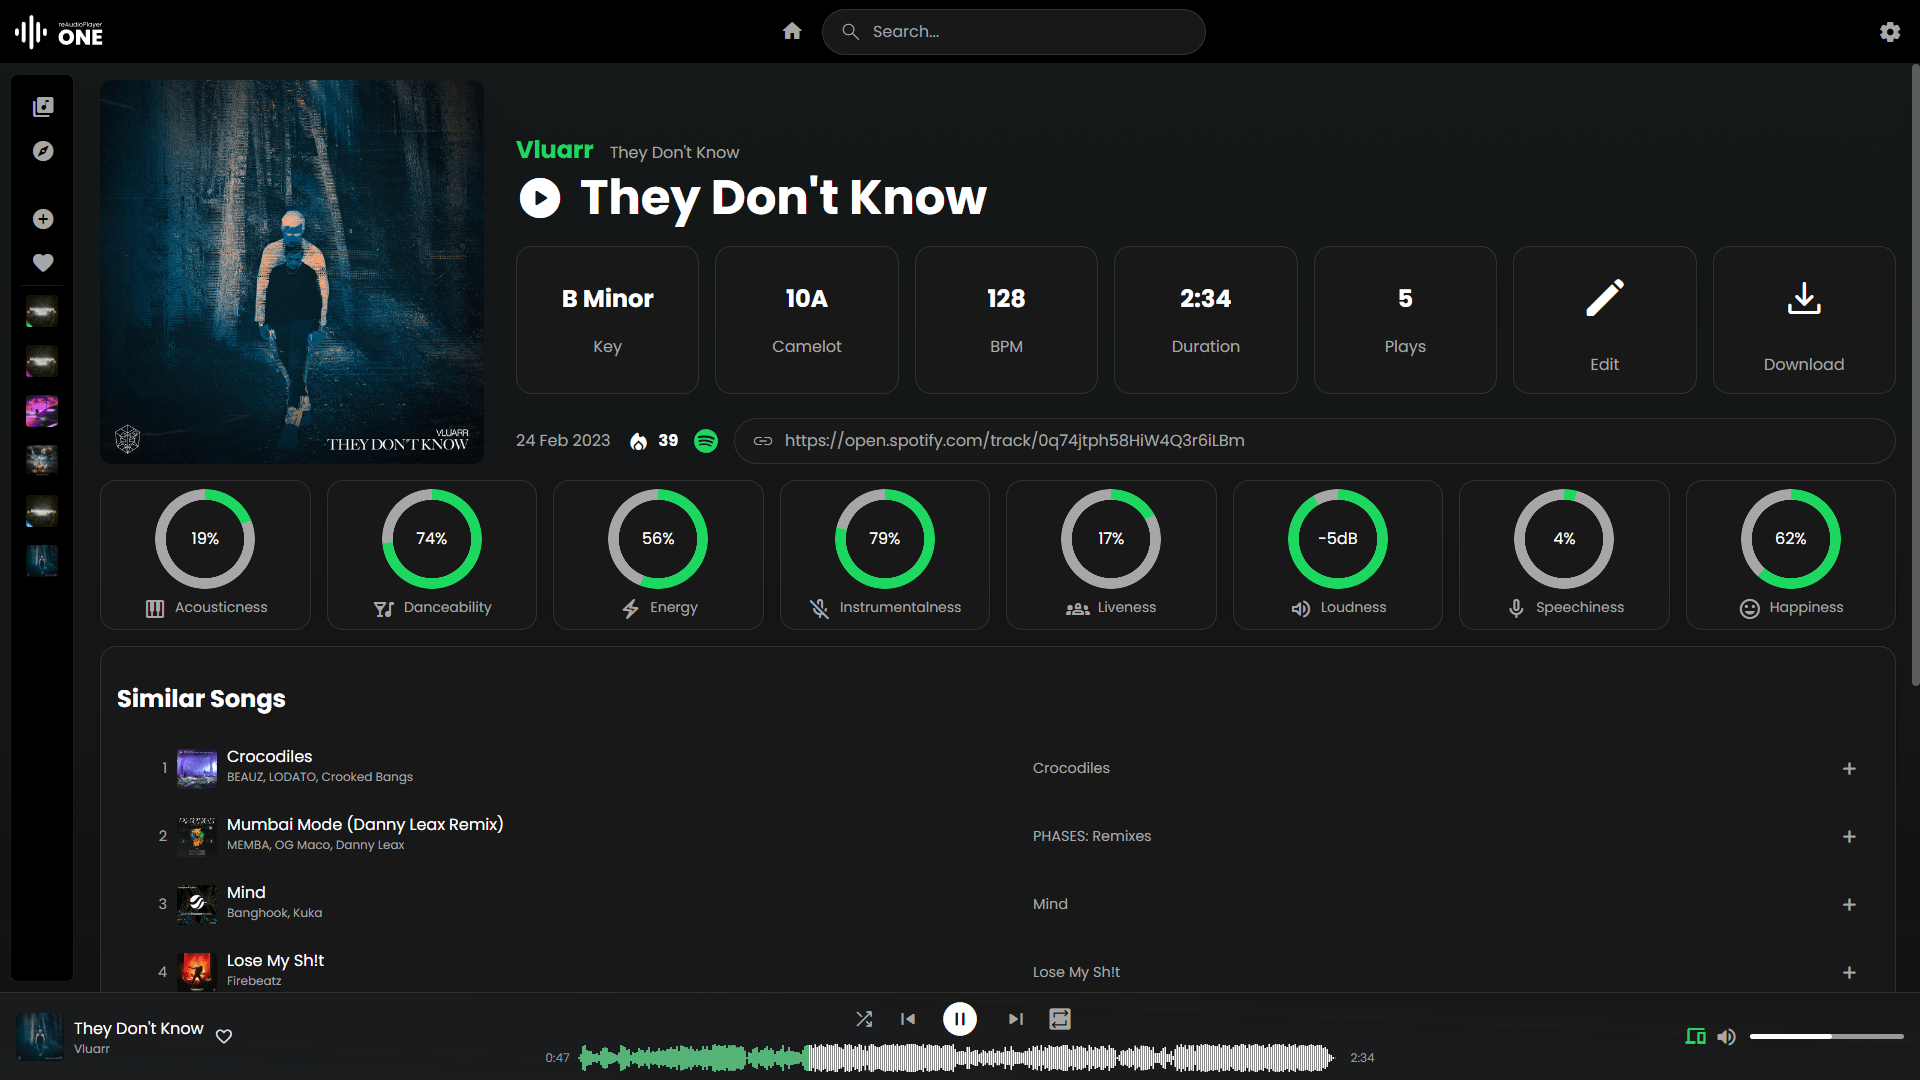 reAudioPlayer
ONE
Search...
Vluarr They Don't Know
They Don't Know
B Minor
Key
10A
Camelot
128
BPM
2:34
Duration
5
Plays
Edit
Download
VLUARR
THEY DON'T KNOW
24 Feb 2023 39 https://open.spotify.com/track/0q74jtph58HiW4Q3r6iLBm
19%
Acousticness
74%
Danceability
56%
Energy
79%
Instrumentalness
17%
Liveness
-5dB
Loudness
4%
Speechiness
62%
Happiness
Similar Songs
1 Crocodiles
BEAUZ, LODATO, Crooked Bangs
Crocodiles
2 Mumbai Mode (Danny Leax Remix)
MEMBA, OG Maco, Danny Leax
PHASES: Remixes
3 Mind
Banghook, Kuka
Mind
4 Lose My Sh!t
Firebeatz
Lose My Sh!t
They Don't Know
Vluarr
0:47
2:34